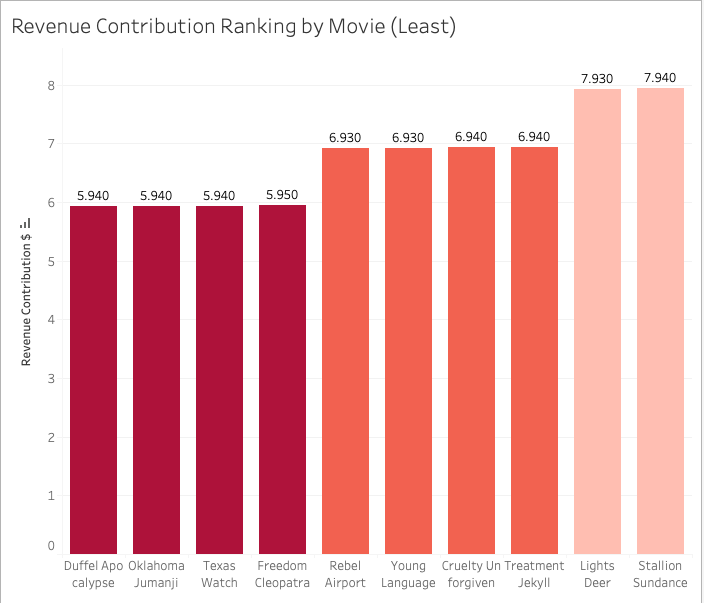 Revenue Contribution Ranking by Movie (Least)
Revenue Contribution $
8
7
6
5
4
3
2
1
0
5.940
5.940
5.940
5.950
6.930
6.930
6.940
6.940
7.930
7.940
Duffel Apo
calypse
Oklahoma
Jumanji
Texas
Watch
Freedom
Cleopatra
Rebel
Airport
Young
Language
Cruelty Un
forgiven
Treatment
Jekyll
Lights
Deer
Stallion
Sundance